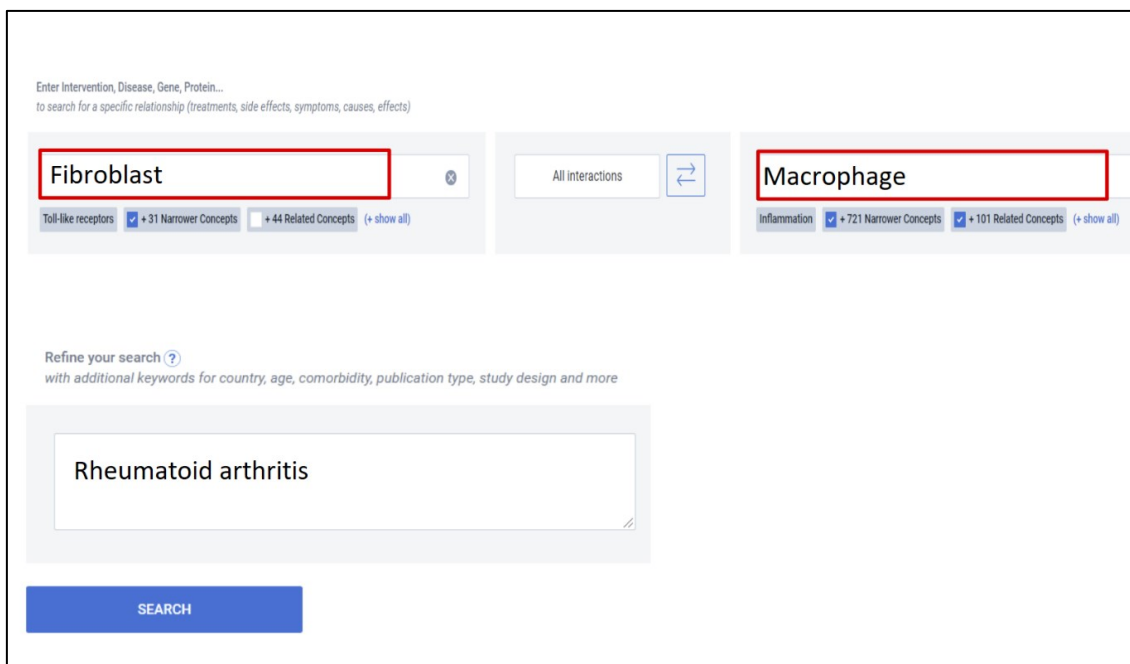 Enter Intervention, Disease, Gene, Protein...
to search for a specific relationship (treatments, side effects, symptoms, causes, effects)
Fibroblast
All interactions
Macrophage
Toll-like receptors + 31 Narrower Concepts + 44 Related Concepts (+ show all)
Inflammation + 721 Narrower Concepts + 101 Related Concepts (+ show all)
Refine your search ?
with additional keywords for country, age, comorbidity, publication type, study design and more
Rheumatoid arthritis
SEARCH